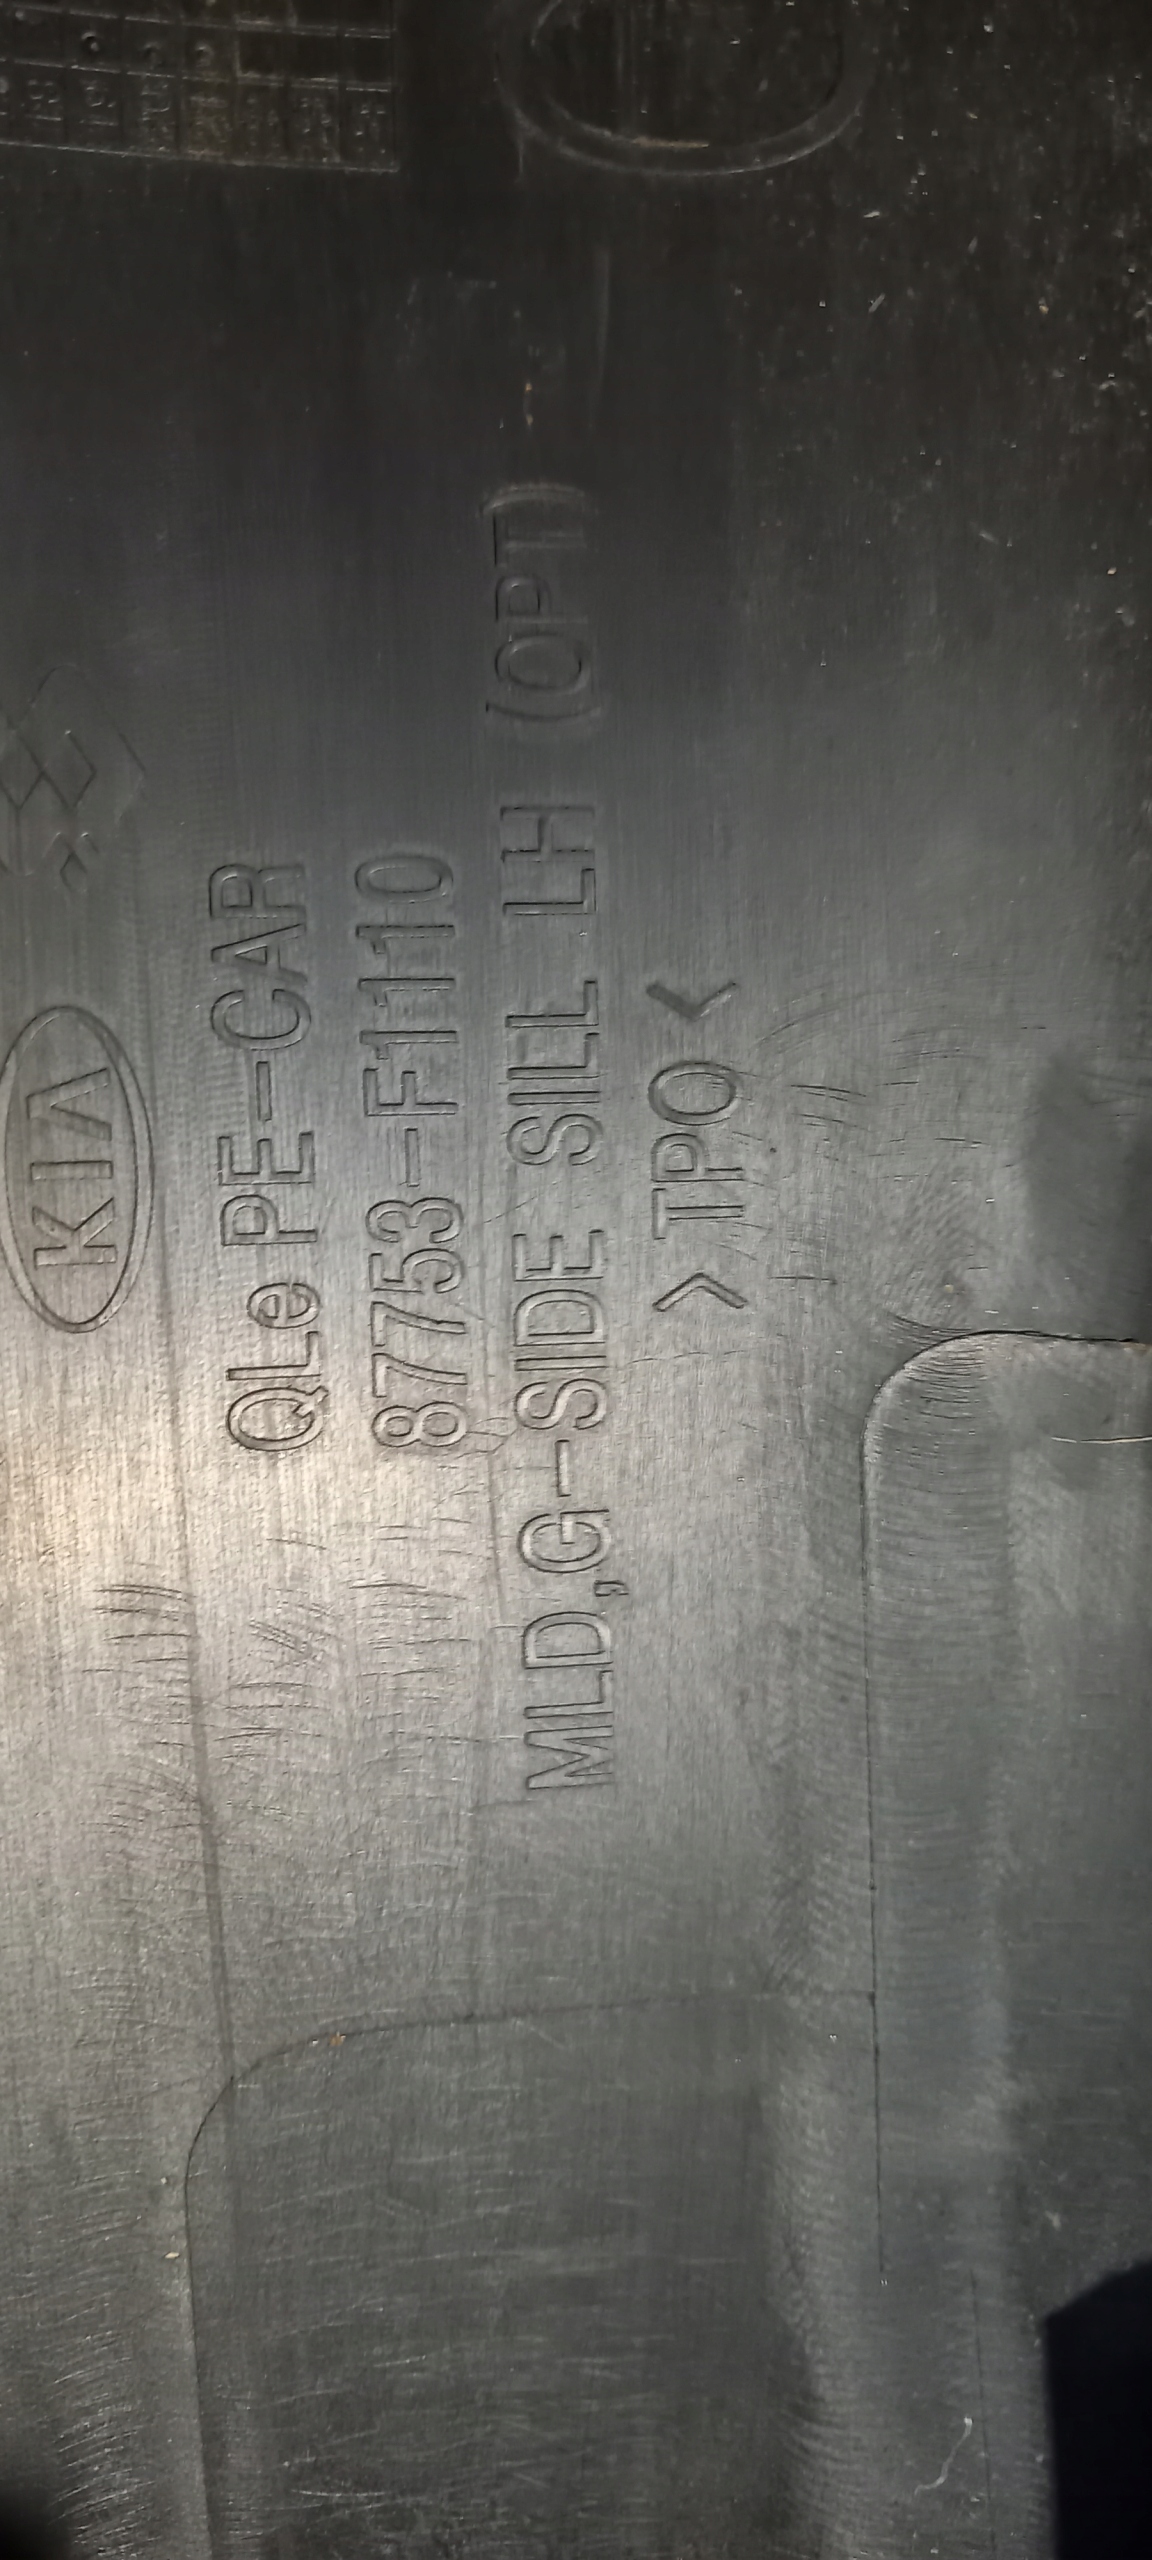 KIA
QLe PE-CAR
87753-F1110
MLD,G-SIDE SILL LH (OPT)
> TPO <